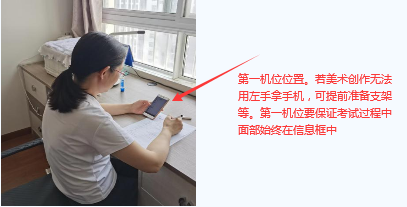 第一机位位置。若美术创作无法
用左手拿手机，可提前准备支架
等。第一机位要保证考试过程中
面部始终在信息框中